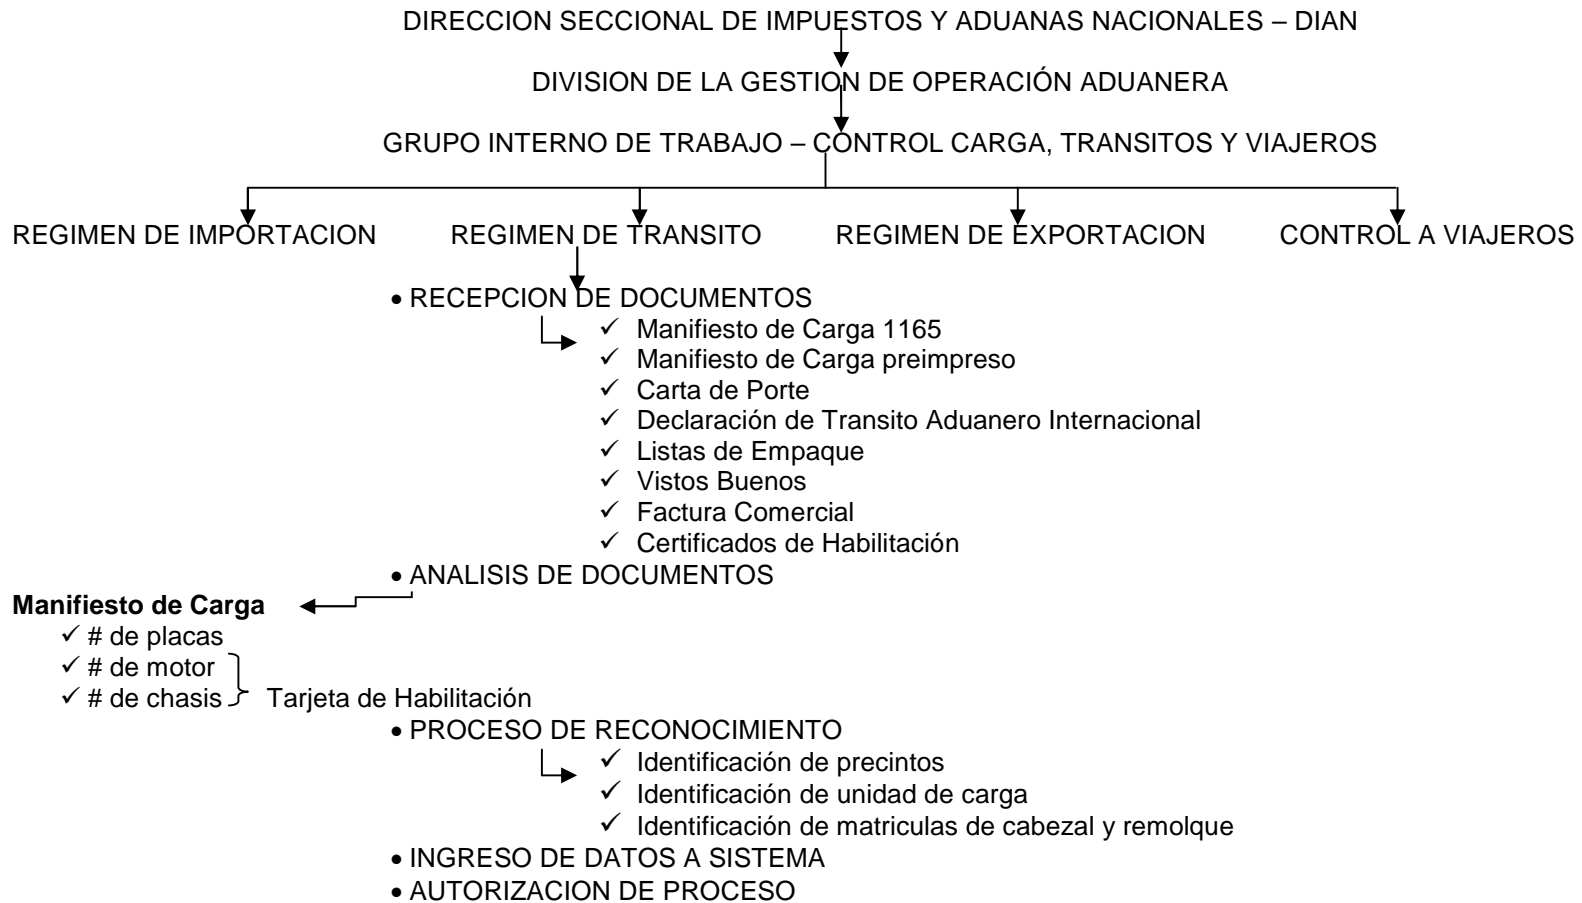 DIRECCION SECCIONAL DE IMPUESTOS Y ADUANAS NACIONALES – DIAN
DIVISION DE LA GESTION DE OPERACIÓN ADUANERA
GRUPO INTERNO DE TRABAJO – CONTROL CARGA, TRANSITOS Y VIAJEROS
REGIMEN DE IMPORTACION REGIMEN DE TRANSITO REGIMEN DE EXPORTACION CONTROL A VIAJEROS
• RECEPCION DE DOCUMENTOS
✓ Manifiesto de Carga 1165
✓ Manifiesto de Carga preimpreso
✓ Carta de Porte
✓ Declaración de Transito Aduanero Internacional
✓ Listas de Empaque
✓ Vistos Buenos
✓ Factura Comercial
✓ Certificados de Habilitación
• ANALISIS DE DOCUMENTOS
Manifiesto de Carga
✓ # de placas
✓ # de motor
✓ # de chasis Tarjeta de Habilitación
• PROCESO DE RECONOCIMIENTO
✓ Identificación de precintos
✓ Identificación de unidad de carga
✓ Identificación de matriculas de cabezal y remolque
• INGRESO DE DATOS A SISTEMA
• AUTORIZACION DE PROCESO